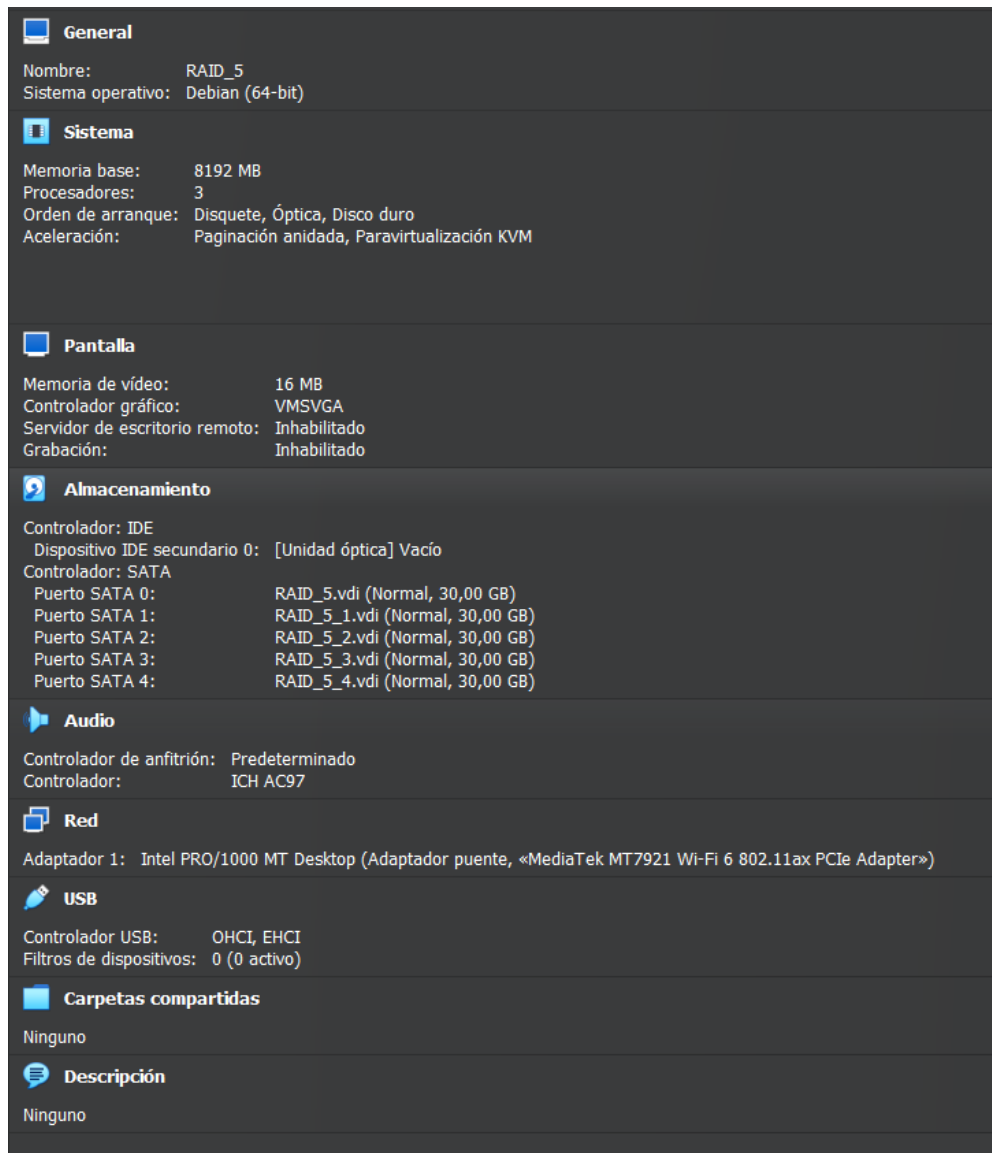 General
Nombre: RAID_5
Sistema operativo: Debian (64-bit)
Sistema
Memoria base: 8192 MB
Procesadores: 3
Orden de arranque: Disquete, Óptica, Disco duro
Aceleración: Paginación anidada, Paravirtualización KVM
Pantalla
Memoria de vídeo: 16 MB
Controlador gráfico: VMSVGA
Servidor de escritorio remoto: Inhabilitado
Grabación: Inhabilitado
Almacenamiento
Controlador: IDE
Dispositivo IDE secundario 0: [Unidad óptica] Vacío
Controlador: SATA
Puerto SATA 0: RAID_5.vdi (Normal, 30,00 GB)
Puerto SATA 1: RAID_5_1.vdi (Normal, 30,00 GB)
Puerto SATA 2: RAID_5_2.vdi (Normal, 30,00 GB)
Puerto SATA 3: RAID_5_3.vdi (Normal, 30,00 GB)
Puerto SATA 4: RAID_5_4.vdi (Normal, 30,00 GB)
Audio
Controlador de anfitrión: Predeterminado
Controlador: ICH AC97
Red
Adaptador 1: Intel PRO/1000 MT Desktop (Adaptador puente, «MediaTek MT7921 Wi-Fi 6 802.11ax PCIe Adapter»)
USB
Controlador USB: OHCI, EHCI
Filtros de dispositivos: 0 (0 activo)
Carpetas compartidas
Ninguno
Descripción
Ninguno